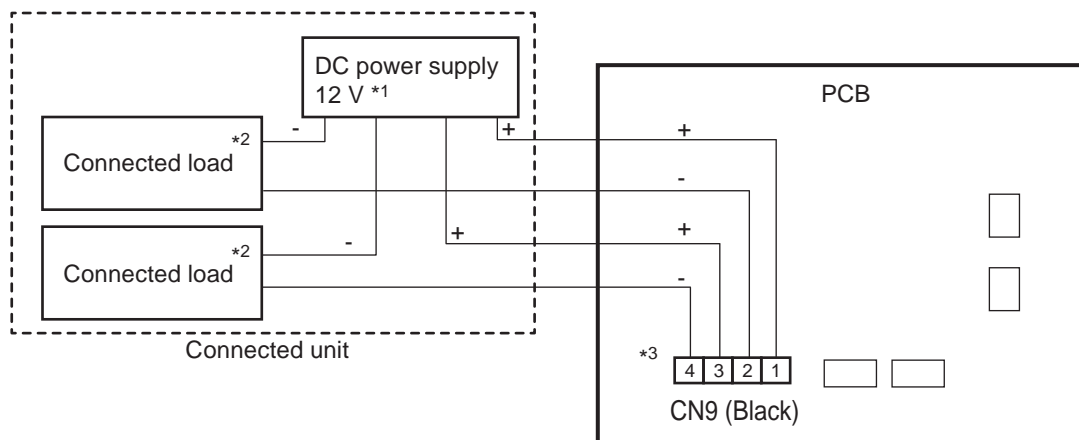 DC power supply
12 V *1
PCB
- + +
*2
Connected load
-
*2
- + +
Connected load
-
Connected unit
*3
4 3 2 1
CN9 (Black)